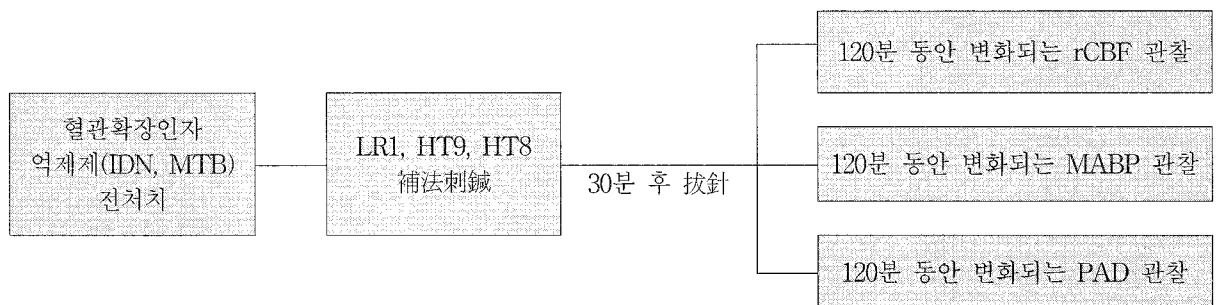 혈관확장인자
억제제(IDN, MTB)
전처치
LR1, HT9, HT8
補法刺鍼
30분 후 拔針
120분 동안 변화되는 rCBF 관찰
120분 동안 변화되는 MABP 관찰
120분 동안 변화되는 PAD 관찰